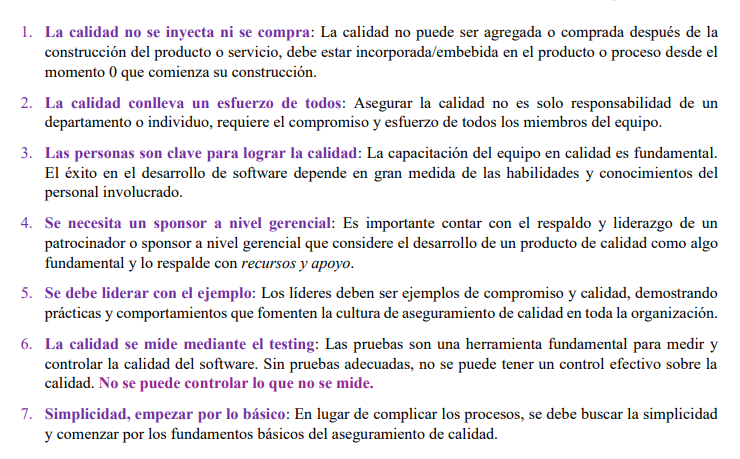 1. La calidad no se inyecta ni se compra: La calidad no puede ser agregada o comprada después de la
construcción del producto o servicio, debe estar incorporada/embebida en el producto o proceso desde el
momento 0 que comienza su construcción.
2. La calidad conlleva un esfuerzo de todos: Asegurar la calidad no es solo responsabilidad de un
departamento o individuo, requiere el compromiso y esfuerzo de todos los miembros del equipo.
3. Las personas son clave para lograr la calidad: La capacitación del equipo en calidad es fundamental.
El éxito en el desarrollo de software depende en gran medida de las habilidades y conocimientos del
personal involucrado.
4. Se necesita un sponsor a nivel gerencial: Es importante contar con el respaldo y liderazgo de un
patrocinador o sponsor a nivel gerencial que considere el desarrollo de un producto de calidad como algo
fundamental y lo respalde con recursos y apoyo.
5. Se debe liderar con el ejemplo: Los líderes deben ser ejemplos de compromiso y calidad, demostrando
prácticas y comportamientos que fomenten la cultura de aseguramiento de calidad en toda la organización.
6. La calidad se mide mediante el testing: Las pruebas son una herramienta fundamental para medir y
controlar la calidad del software. Sin pruebas adecuadas, no se puede tener un control efectivo sobre la
calidad. No se puede controlar lo que no se mide.
7. Simplicidad, empezar por lo básico: En lugar de complicar los procesos, se debe buscar la simplicidad
y comenzar por los fundamentos básicos del aseguramiento de calidad.